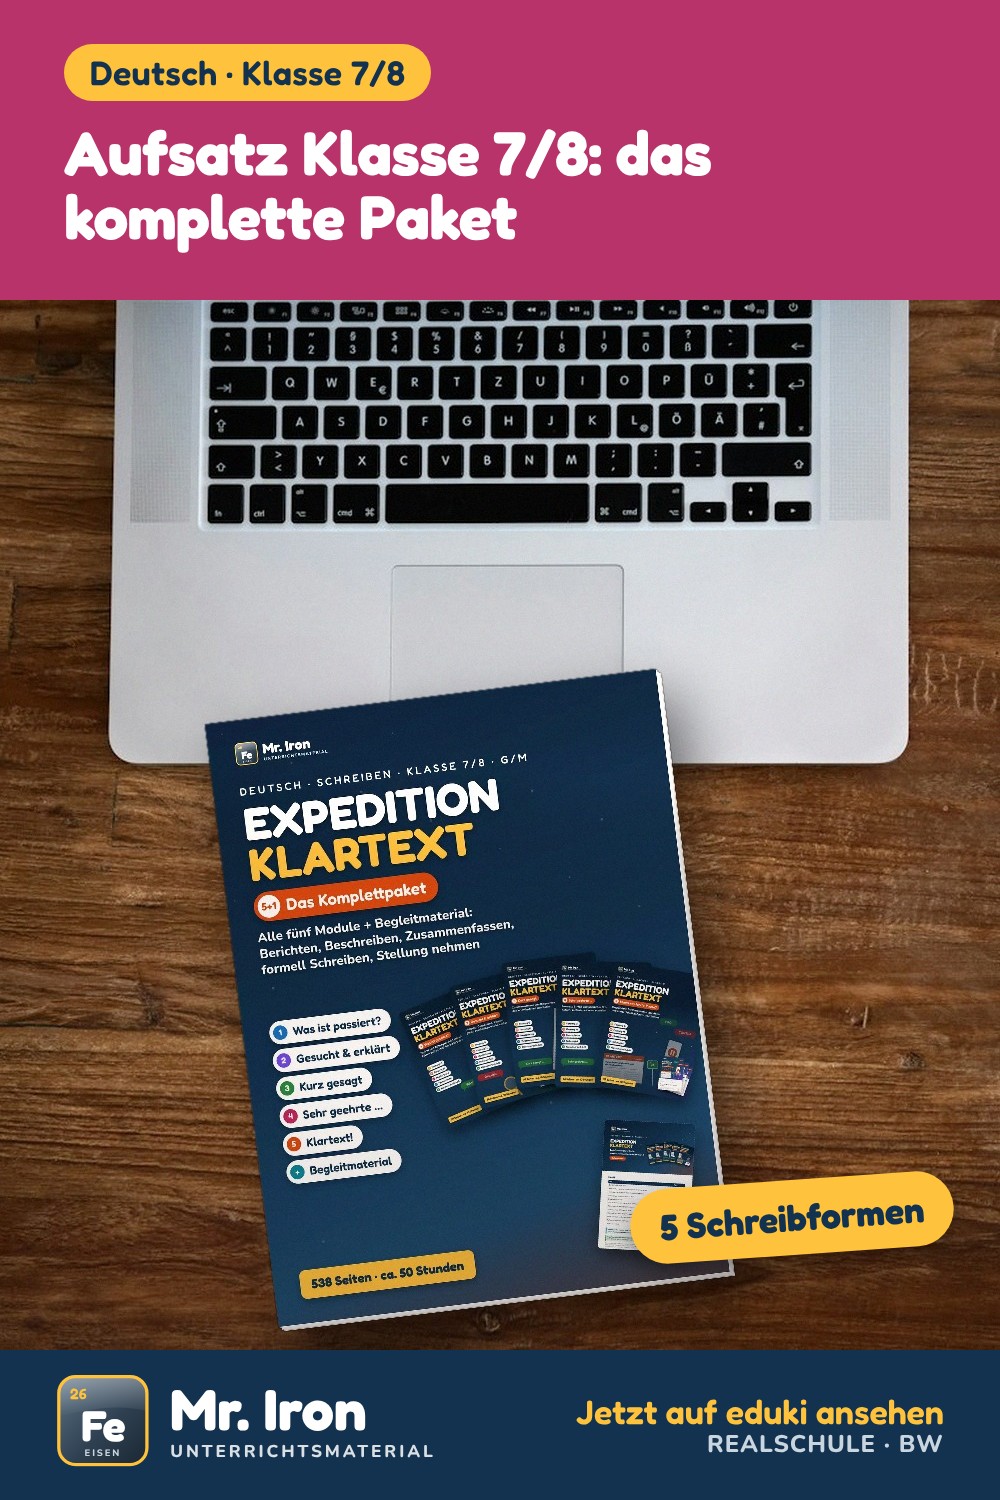 Deutsch · Klasse 7/8
Aufsatz Klasse 7/8: das
komplette Paket
Mr. Iron
UNTERRICHTSMATERIAL
DEUTSCH · SCHREIBEN · KLASSE 7/8 · G/M
EXPEDITION
KLARTEXT
5+1 Das Komplettpaket
Alle fünf Module + Begleitmaterial:
Berichten, Beschreiben, Zusammenfassen,
formell Schreiben, Stellung nehmen
1 Was ist passiert?
2 Gesucht & erklärt
3 Kurz gesagt
4 Sehr geehrte ...
5 Klartext!
+ Begleitmaterial
538 Seiten · ca. 50 Stunden
5 Schreibformen
26
Fe
EISEN
Mr. Iron
UNTERRICHTSMATERIAL
Jetzt auf eduki ansehen
REALSCHULE · BW